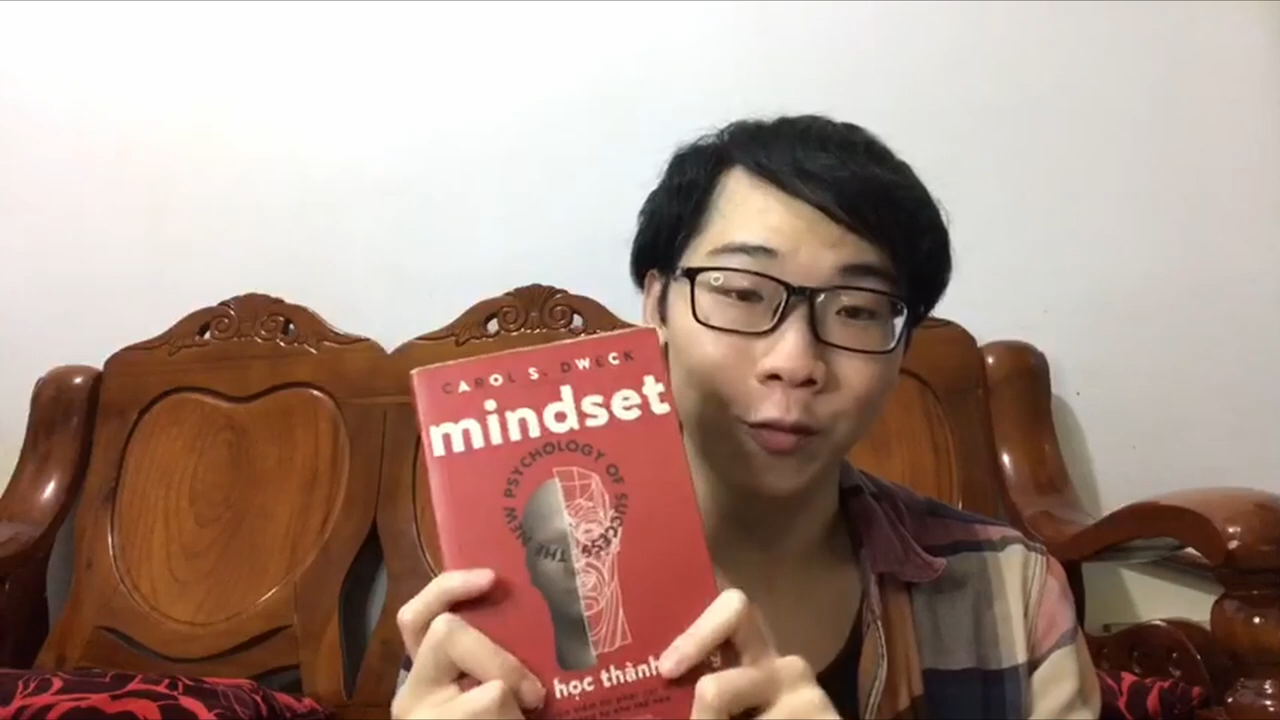 CAROL S. DWECK
mindset
THE NEW PSYCHOLOGY OF SUCCESS
học thành